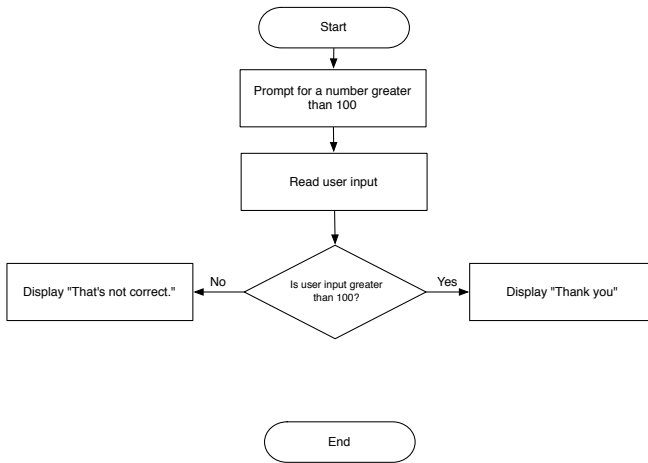 Start
Prompt for a number greater
than 100
Read user input
Is user input greater
than 100?
No
Yes
Display "That's not correct."
Display "Thank you"
End